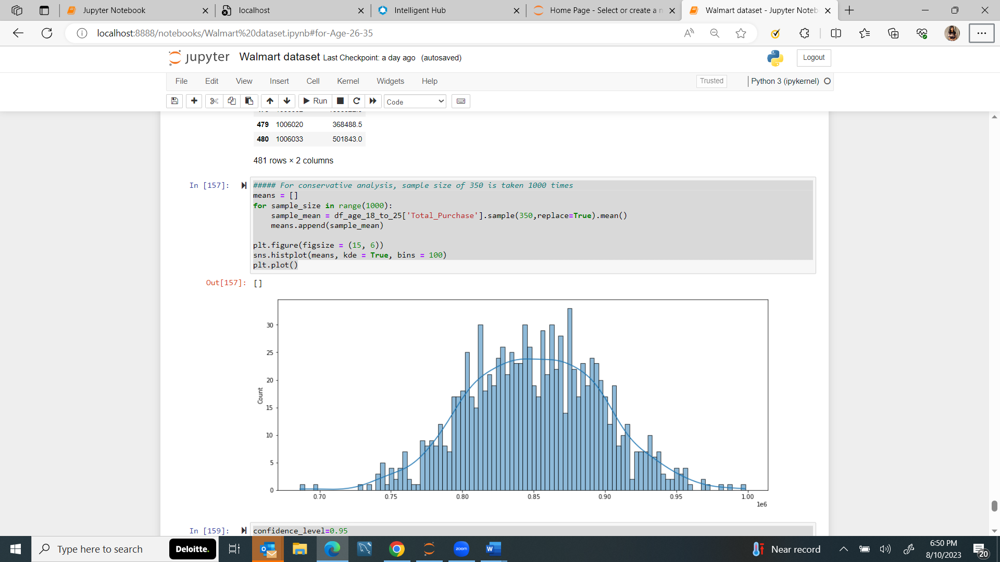 Jupyter Notebook
localhost
Intelligent Hub
Home Page - Select or create a n
Walmart dataset - Jupyter Noteb
localhost:8888/notebooks/Walmart%20dataset.ipynb#for-Age-26-35
jupyter Walmart dataset Last Checkpoint: a day ago (autosaved)
Logout
File Edit View Insert Cell Kernel Widgets Help
Trusted
Python 3 (ipykernel)
Run
Code
479 1006020 368488.5
480 1006033 501843.0
481 rows × 2 columns
In [157]:
##### For conservative analysis, sample size of 350 is taken 1000 times
means = []
for sample_size in range(1000):
    sample_mean = df_age_18_to_25['Total_Purchase'].sample(350,replace=True).mean()
    means.append(sample_mean)
plt.figure(figsize = (15, 6))
sns.histplot(means, kde = True, bins = 100)
plt.plot()
Out[157]: []
30
25
20
15
10
5
0
Count
0.70 0.75 0.80 0.85 0.90 0.95 1.00
1e6
In [159]: confidence_level=0.95
Type here to search
Deloitte.
zoom
Near record
6:50 PM
8/10/2023
20